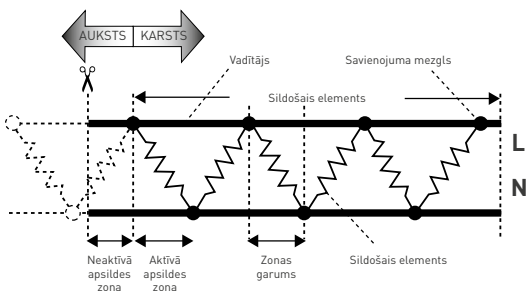 AUKSTS KARSTS
Vadītājs
Savienojuma mezgls
Sildošais elements
L
N
Neaktīvā
apsildes
zona
Aktīvā
apsildes
zona
Zonas
garums
Sildošais elements